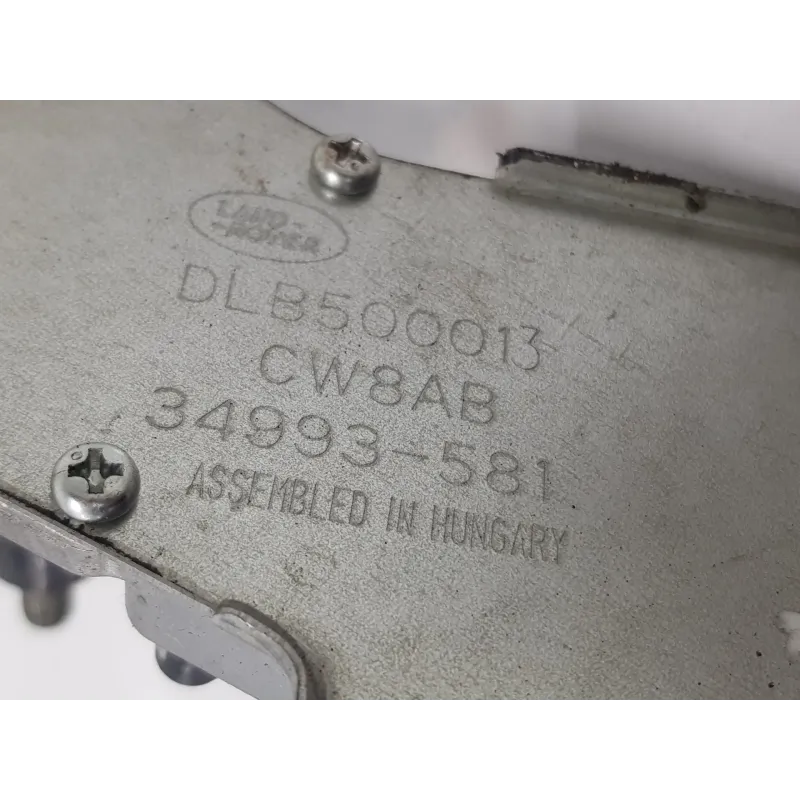 LAND-
-ROVER
DLB500013
CW8AB
34993-581
ASSEMBLED IN HUNGARY